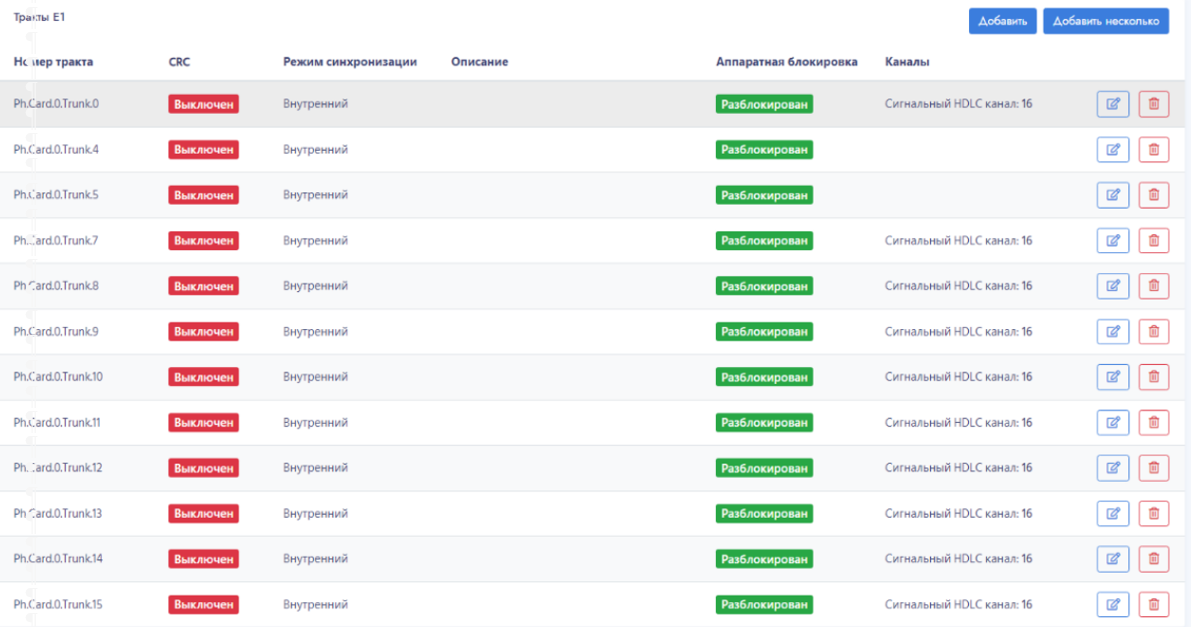 Тракты E1
Добавить Добавить несколько
Номер тракта CRC Режим синхронизации Описание Аппаратная блокировка Каналы
Ph.Card.0.Trunk.0 Выключен Внутренний Разблокирован Сигнальный HDLC канал: 16
Ph.Card.0.Trunk.4 Выключен Внутренний Разблокирован
Ph.Card.0.Trunk.5 Выключен Внутренний Разблокирован
Ph.Card.0.Trunk.7 Выключен Внутренний Разблокирован Сигнальный HDLC канал: 16
Ph.Card.0.Trunk.8 Выключен Внутренний Разблокирован Сигнальный HDLC канал: 16
Ph.Card.0.Trunk.9 Выключен Внутренний Разблокирован Сигнальный HDLC канал: 16
Ph.Card.0.Trunk.10 Выключен Внутренний Разблокирован Сигнальный HDLC канал: 16
Ph.Card.0.Trunk.11 Выключен Внутренний Разблокирован Сигнальный HDLC канал: 16
Ph.Card.0.Trunk.12 Выключен Внутренний Разблокирован Сигнальный HDLC канал: 16
Ph.Card.0.Trunk.13 Выключен Внутренний Разблокирован Сигнальный HDLC канал: 16
Ph.Card.0.Trunk.14 Выключен Внутренний Разблокирован Сигнальный HDLC канал: 16
Ph.Card.0.Trunk.15 Выключен Внутренний Разблокирован Сигнальный HDLC канал: 16